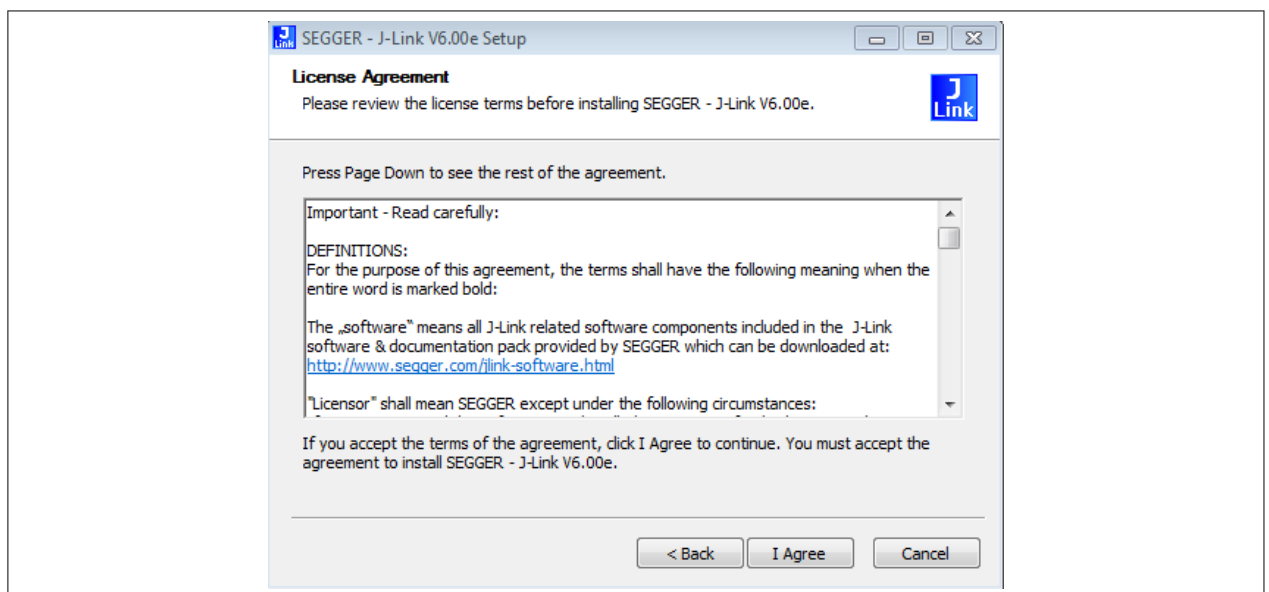 J
Link
SEGGER - J-Link V6.00e Setup
License Agreement
Please review the license terms before installing SEGGER - J-Link V6.00e.
J
Link
Press Page Down to see the rest of the agreement.
Important - Read carefully:
DEFINITIONS:
For the purpose of this agreement, the terms shall have the following meaning when the
entire word is marked bold:
The „software“ means all J-Link related software components included in the  J-Link
software & documentation pack provided by SEGGER which can be downloaded at:
http://www.segger.com/jlink-software.html
"Licensor" shall mean SEGGER except under the following circumstances:
If you accept the terms of the agreement, click I Agree to continue. You must accept the
agreement to install SEGGER - J-Link V6.00e.
< Back
I Agree
Cancel